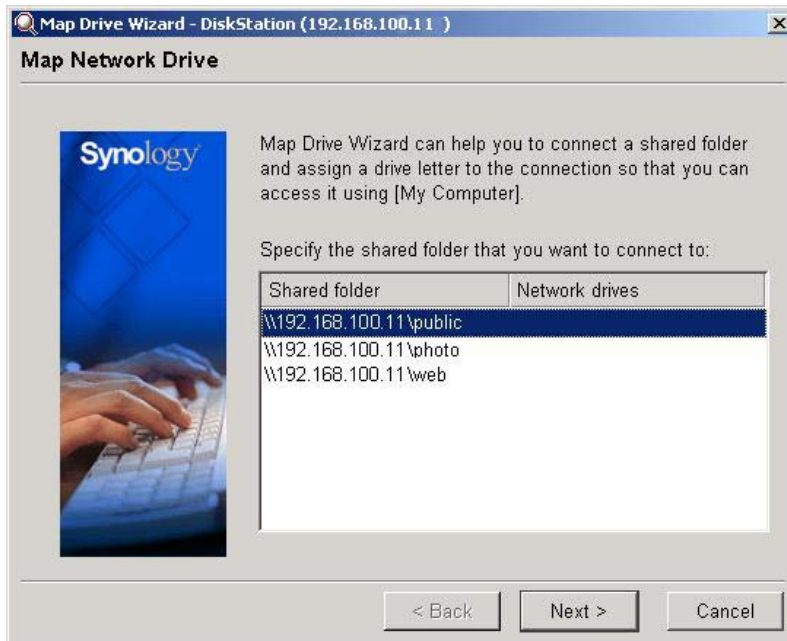 Map Drive Wizard - DiskStation (192.168.100.11 )
Map Network Drive
Synology
Map Drive Wizard can help you to connect a shared folder
and assign a drive letter to the connection so that you can
access it using [My Computer].
Specify the shared folder that you want to connect to:
Shared folder Network drives
\\192.168.100.11\public
\\192.168.100.11\photo
\\192.168.100.11\web
< Back Next > Cancel